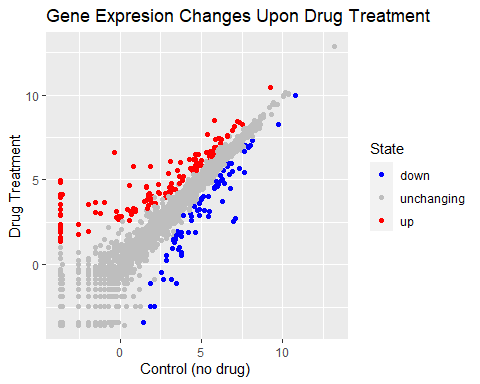 Gene Expresion Changes Upon Drug Treatment
Drug Treatment
10
5
0
0
5
10
Control (no drug)
State
down
unchanging
up